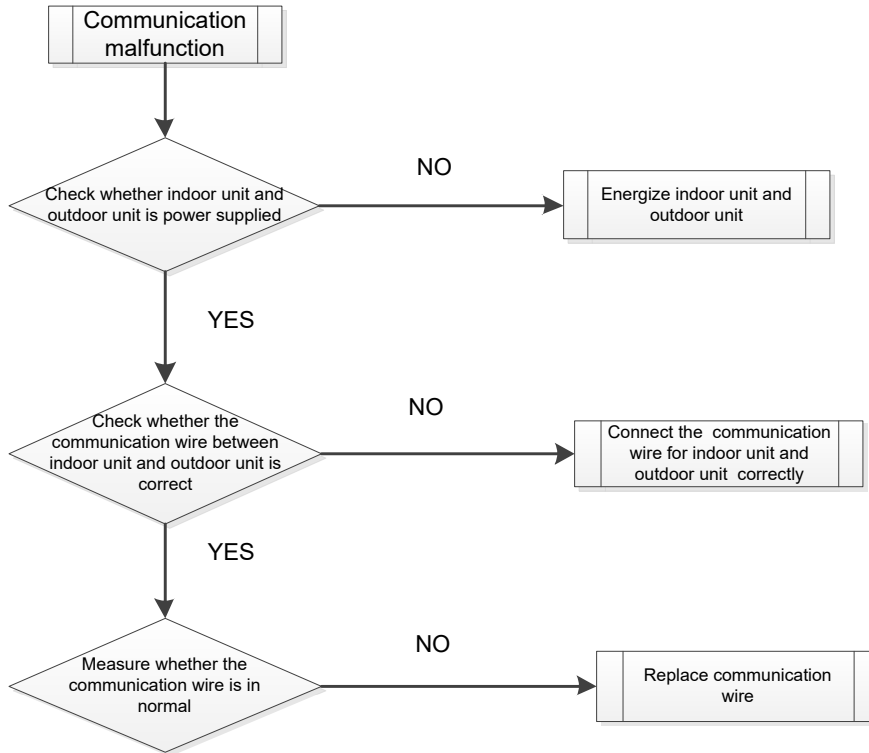 Communication
malfunction
NO
Check whether indoor unit and
outdoor unit is power supplied
Energize indoor unit and
outdoor unit
YES
NO
Check whether the
communication wire between
indoor unit and outdoor unit is
correct
Connect the communication
wire for indoor unit and
outdoor unit correctly
YES
NO
Measure whether the
communication wire is in
normal
Replace communication
wire